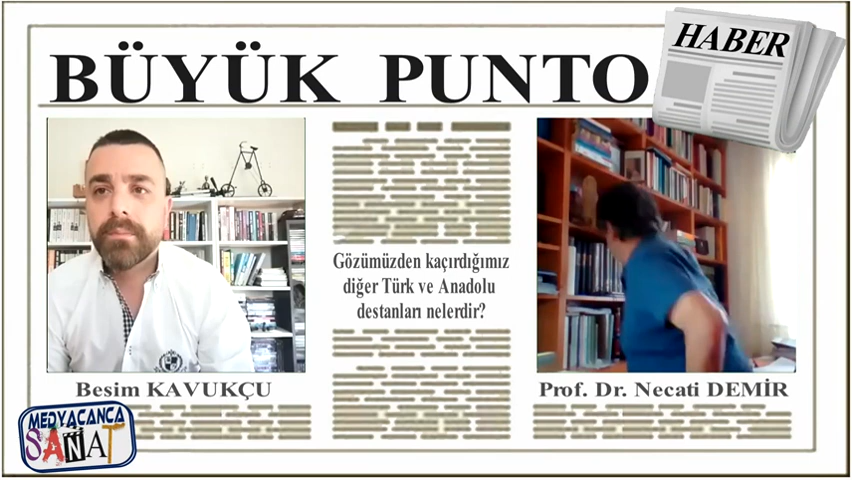 BÜYÜK PUNTO
HABER
Gözümüzden kaçırdığımız
diğer Türk ve Anadolu
destanları nelerdir?
Besim KAVUKÇU
Prof. Dr. Necati DEMİR
MEDYACANCA
SANAT